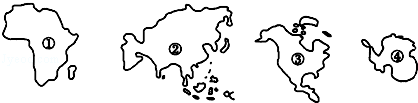 ① ② ③ ④